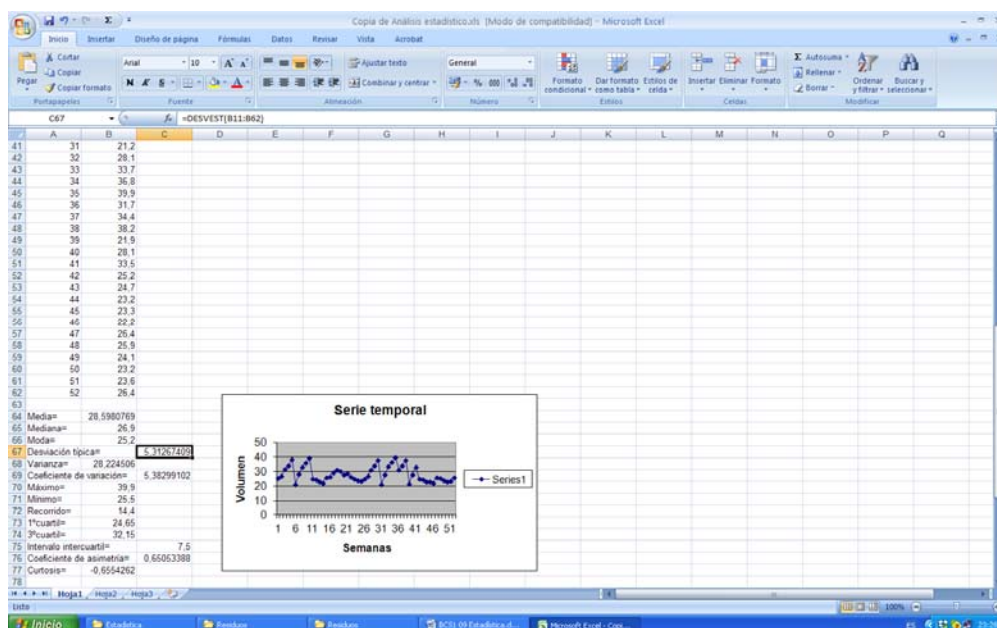 Copia de Análisis estadístico.xls [Modo de compatibilidad] - Microsoft Excel
Inicio Insertar Diseño de página Fórmulas Datos Revisar Vista Acrobat
Pegar
Cortar
Copiar
Copiar formato
Portapapeles
Arial 10
N K S
Fuente
Ajustar texto
Combinar y centrar
Alineación
General
% 000
Número
Formato condicional
Dar formato como tabla
Estilos de celda
Estilos
Insertar Eliminar Formato
Celdas
Autosuma
Rellenar
Borrar
Ordenar y filtrar
Buscar y seleccionar
Modificar
C67 fx =DESVEST(B11:B62)
A B C D E F G H I J K L M N O P Q
41 31 21,2
42 32 28,1
43 33 33,7
44 34 36,8
45 35 39,9
46 36 31,7
47 37 34,4
48 38 38,2
49 39 21,9
50 40 28,1
51 41 33,5
52 42 25,2
53 43 24,7
54 44 23,2
55 45 23,3
56 46 22,2
57 47 26,4
58 48 25,9
59 49 24,1
60 50 23,2
61 51 23,6
62 52 26,4
63
64 Media= 28,5980769
65 Mediana= 26,9
66 Moda= 25,2
67 Desviación típica= 5,31267409
68 Varianza= 28,224506
69 Coeficiente de variación= 5,38299102
70 Máximo= 39,9
71 Mínimo= 25,5
72 Recorrido= 14,4
73 1ºcuartil= 24,65
74 3ºcuartil= 32,15
75 Intervalo intercuartil= 7,5
76 Coeficiente de asimetría= 0,65053388
77 Curtosis= -0,6554262
78
Serie temporal
Volumen
50
40
30
20
10
0
1 6 11 16 21 26 31 36 41 46 51
Semanas
Series1
Hoja1 Hoja2 Hoja3
Listo
100%
Inicio Estadística Residuos Residuos BCS1 09 Estadística.d... Microsoft Excel - Copi... ES